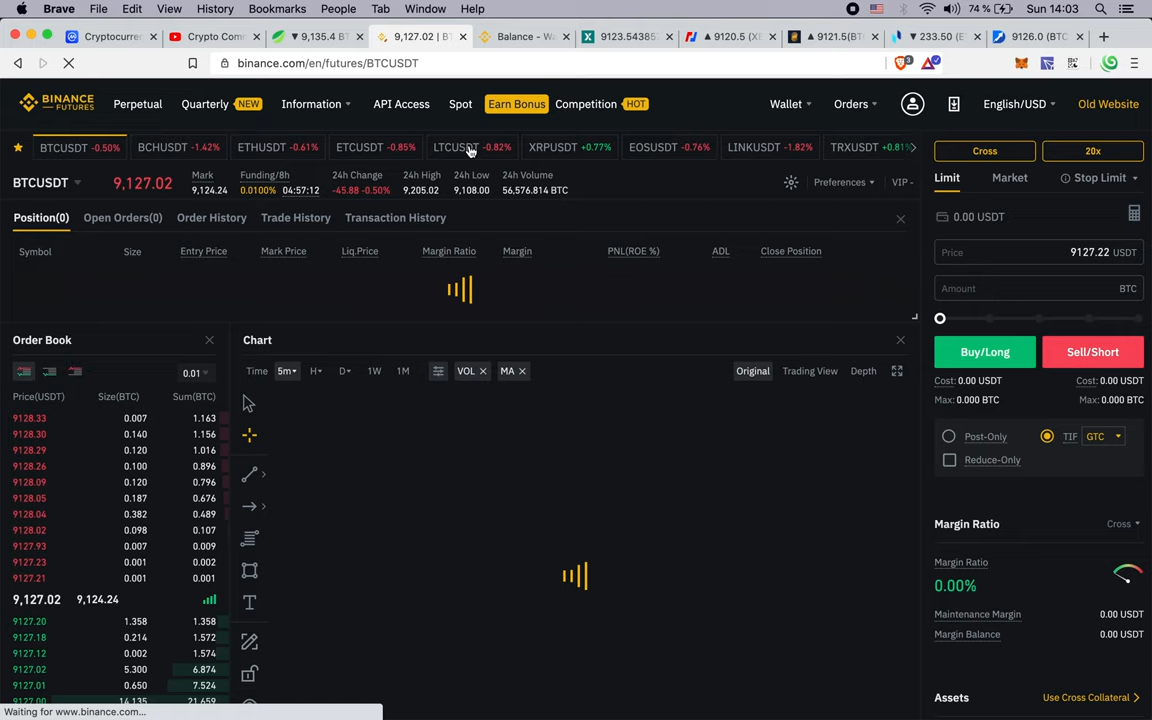 Brave File Edit View History Bookmarks People Tab Window Help 74 % Sun 14:03
Cryptocurre Crypto Com 9,135.4 BT 9,127.02 | B Balance - Wa 9123.54385 9120.5 (XB 9121.5(BT 233.50 (E 9126.0 (BTC
binance.com/en/futures/BTCUSDT
BINANCE FUTURES Perpetual Quarterly NEW Information API Access Spot Earn Bonus Competition HOT Wallet Orders English/USD Old Website
BTCUSDT -0.50% BCHUSDT -1.42% ETHUSDT -0.61% ETCUSDT -0.85% LTCUSDT -0.82% XRPUSDT +0.77% EOSUSDT -0.76% LINKUSDT -1.82% TRXUSDT +0.81%
Cross 20x
BTCUSDT 9,127.02
Mark Funding/8h 24h Change 24h High 24h Low 24h Volume
9,124.24 0.0100% 04:57:12 -45.88 -0.50% 9,205.02 9,108.00 56,576.814 BTC
Preferences VIP -
Limit Market Stop Limit
Position(0) Open Orders(0) Order History Trade History Transaction History
0.00 USDT
Symbol Size Entry Price Mark Price Liq.Price Margin Ratio Margin PNL(ROE %) ADL Close Position
Price 9127.22 USDT
Amount BTC
Order Book Chart
Buy/Long Sell/Short
0.01
Time 5m H D 1W 1M VOL MA Original Trading View Depth
Cost: 0.00 USDT Cost: 0.00 USDT
Max: 0.000 BTC Max: 0.000 BTC
Price(USDT) Size(BTC) Sum(BTC)
9128.33 0.007 1.163
9128.30 0.140 1.156
9128.29 0.120 1.016
9128.26 0.100 0.896
9128.09 0.120 0.796
9128.05 0.187 0.676
9128.04 0.382 0.489
9128.02 0.098 0.107
9127.93 0.007 0.009
9127.23 0.001 0.002
9127.21 0.001 0.001
9,127.02 9,124.24
9127.20 1.358 1.358
9127.18 0.214 1.572
9127.12 0.002 1.574
9127.02 5.300 6.874
9127.01 0.650 7.524
9127.00 14.135 21.659
T
Post-Only TIF GTC
Reduce-Only
Margin Ratio Cross
Margin Ratio
0.00%
Maintenance Margin 0.00 USDT
Margin Balance 0.00 USDT
Assets Use Cross Collateral
Waiting for www.binance.com...